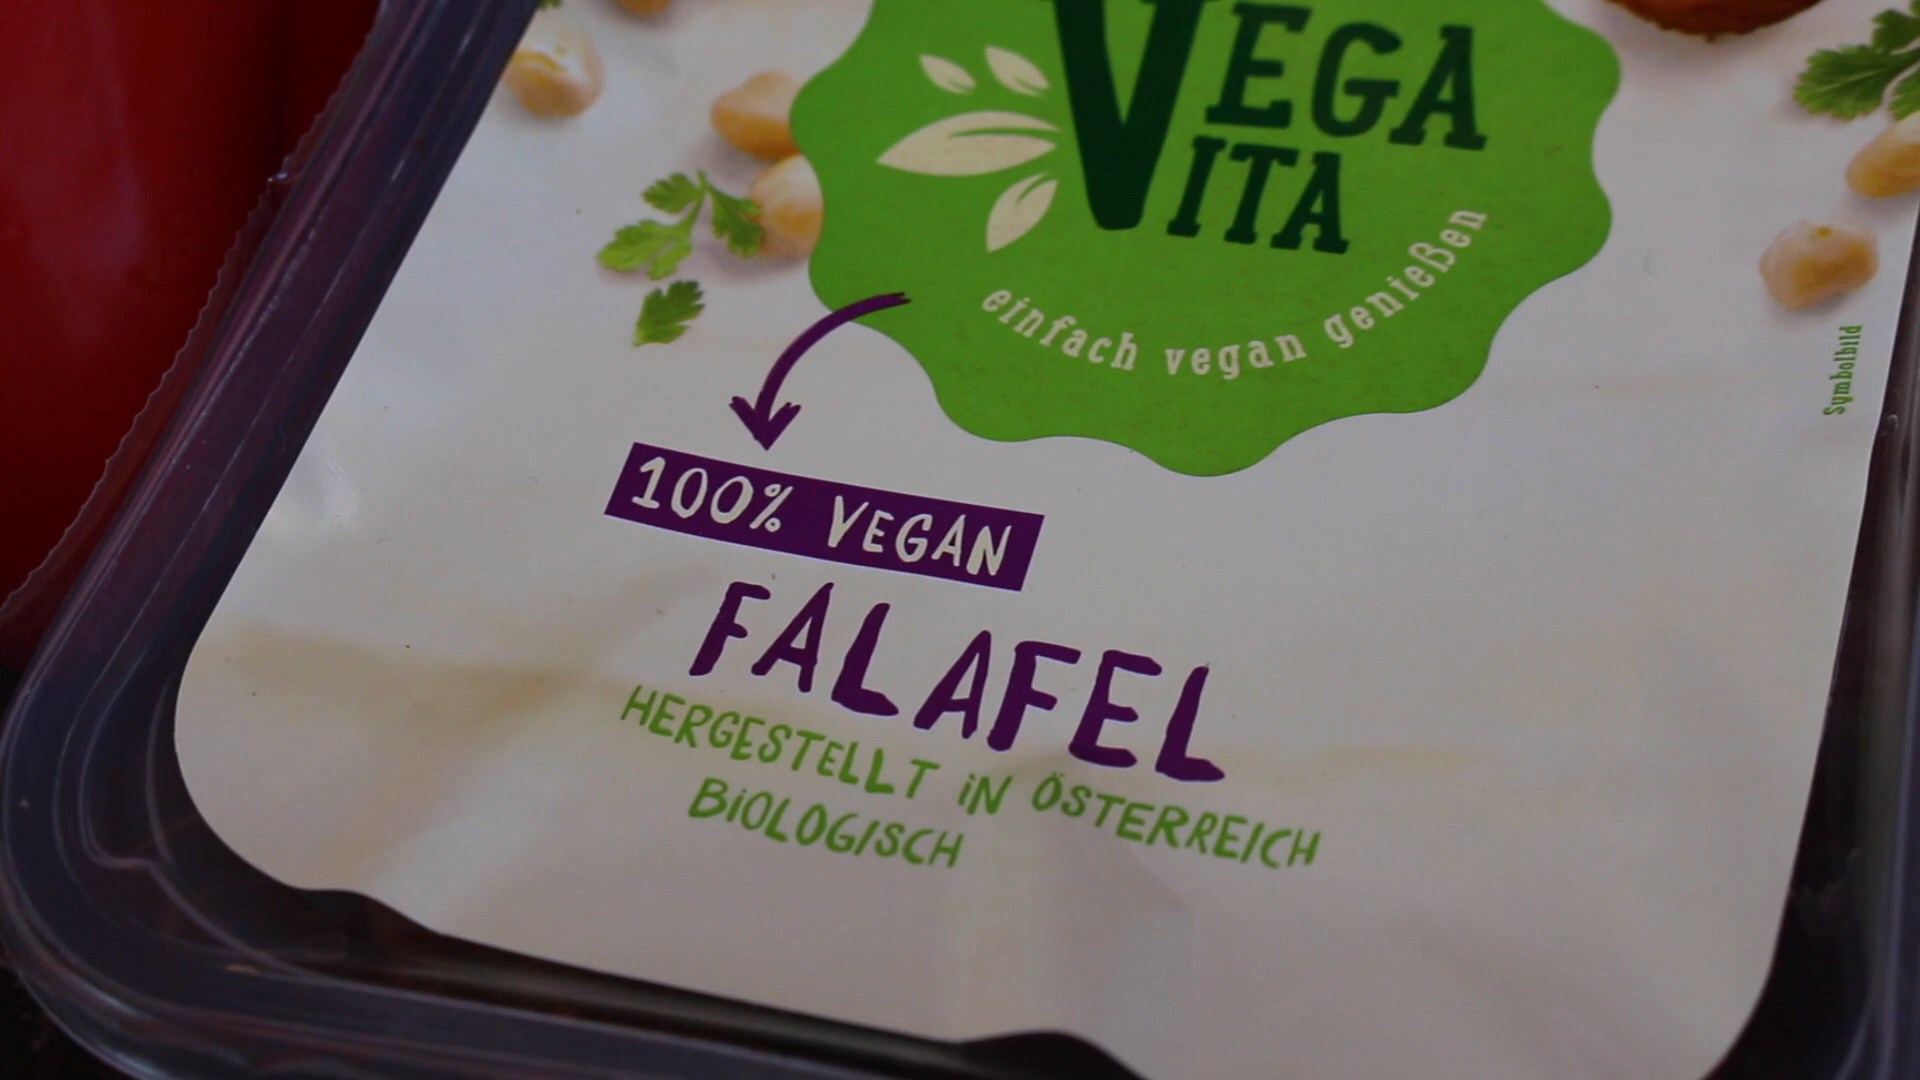 VEGA
VITA
einfach vegan genießen
Symbolbild
100% VEGAN
FALAFEL
HERGESTELLT IN ÖSTERREICH
BIOLOGISCH